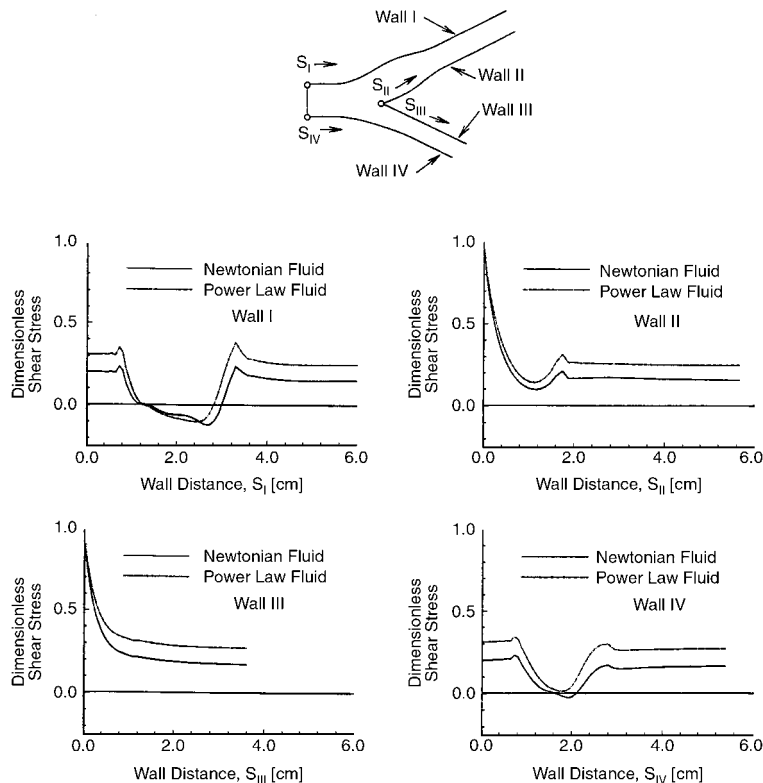 Wall I
S_I
Wall II
S_II
S_III
Wall III
S_IV
Wall IV
Dimensionless
Shear Stress
1.0
0.5
0.0
Newtonian Fluid
Power Law Fluid
Wall I
0.0 2.0 4.0 6.0
Wall Distance, S_I [cm]
Dimensionless
Shear Stress
1.0
0.5
0.0
Newtonian Fluid
Power Law Fluid
Wall II
0.0 2.0 4.0 6.0
Wall Distance, S_II [cm]
Dimensionless
Shear Stress
1.0
0.5
0.0
Newtonian Fluid
Power Law Fluid
Wall III
0.0 2.0 4.0 6.0
Wall Distance, S_III [cm]
Dimensionless
Shear Stress
1.0
0.5
0.0
Newtonian Fluid
Power Law Fluid
Wall IV
0.0 2.0 4.0 6.0
Wall Distance, S_IV [cm]